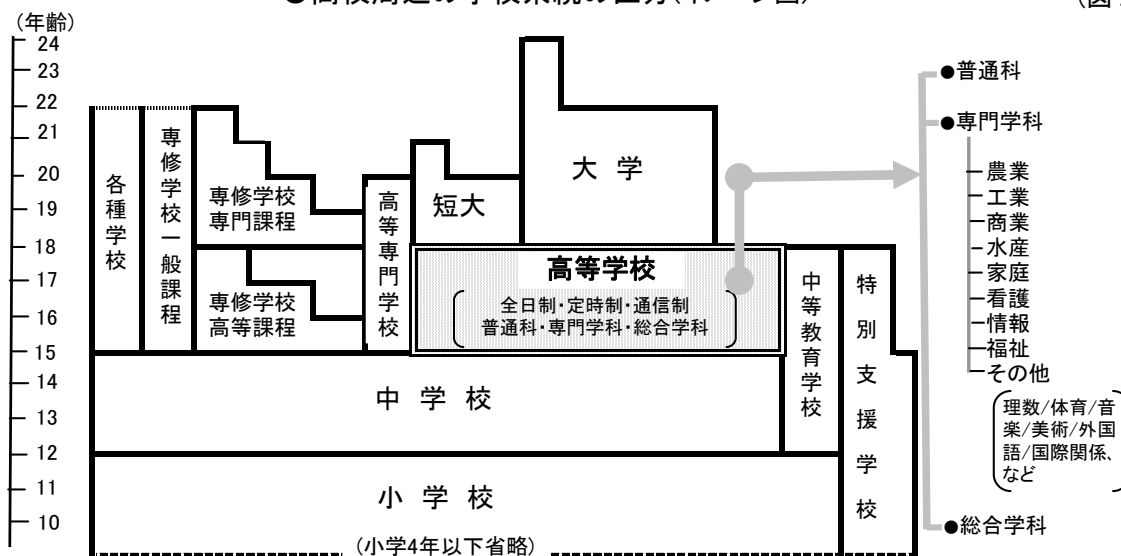 (年齢)
24
23
22
21
20
19
18
17
16
15
14
13
12
11
10
各種学校
専修学校一般課程
専修学校
専門課程
専修学校
高等課程
高等専門学校
短大
大学
高等学校
全日制・定時制・通信制
普通科・専門学科・総合学科
中等教育学校
特別支援学校
中学校
小学校
(小学4年以下省略)
●普通科
●専門学科
農業
工業
商業
水産
家庭
看護
情報
福祉
その他
理数/体育/音
楽/美術/外国
語/国際関係、
など
●総合学科